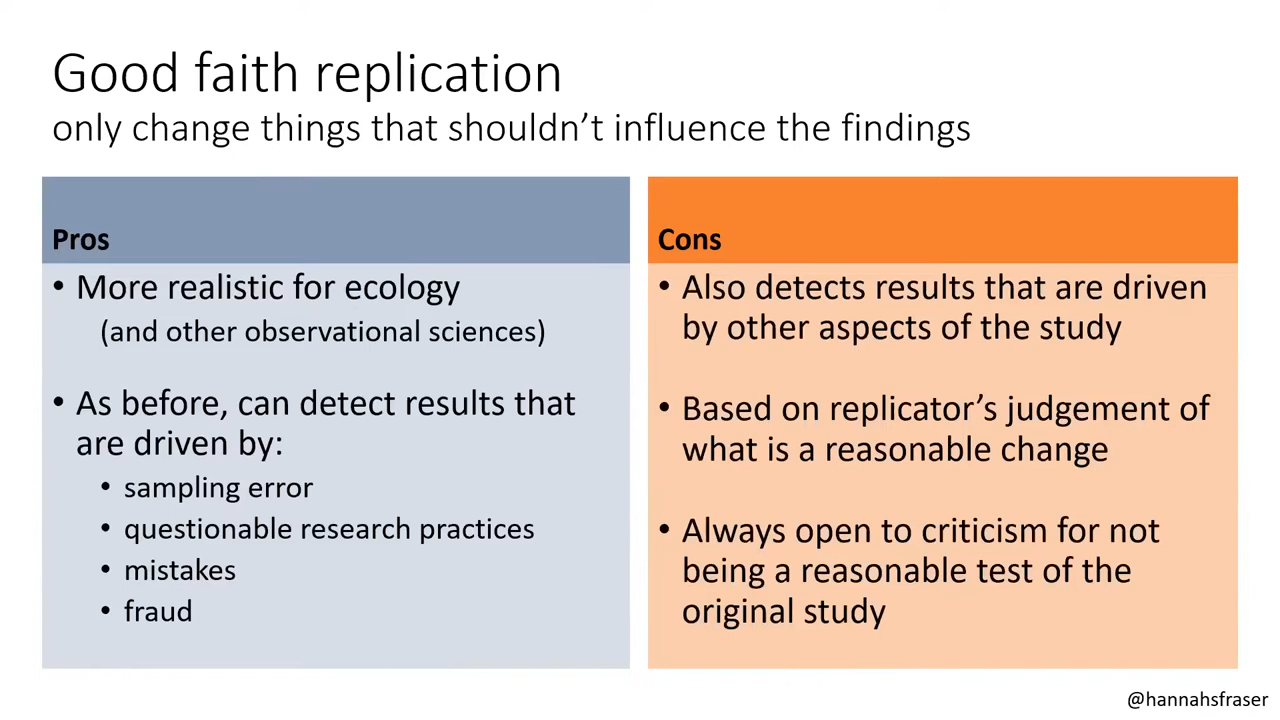 Good faith replication
only change things that shouldn't influence the findings
Pros
• More realistic for ecology
(and other observational sciences)
• As before, can detect results that
are driven by:
• sampling error
• questionable research practices
• mistakes
• fraud
Cons
• Also detects results that are driven
by other aspects of the study
• Based on replicator's judgement of
what is a reasonable change
• Always open to criticism for not
being a reasonable test of the
original study
@hannahsfraser